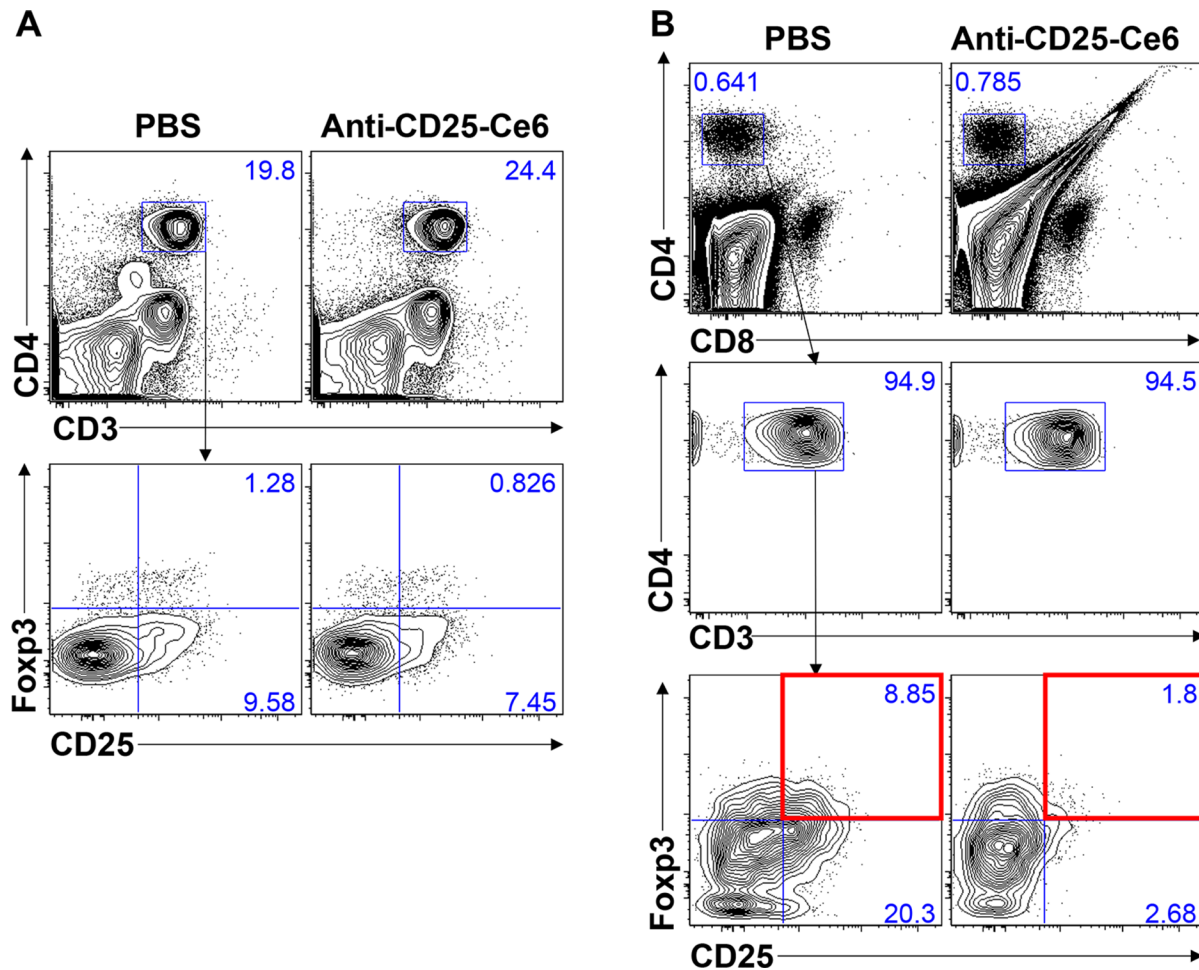 A
PBS
Anti-CD25-Ce6
19.8
24.4
CD4
CD3
1.28
0.826
9.58
7.45
Foxp3
CD25
B
PBS
Anti-CD25-Ce6
0.641
0.785
CD4
CD8
94.9
94.5
CD4
CD3
8.85
1.8
20.3
2.68
Foxp3
CD25